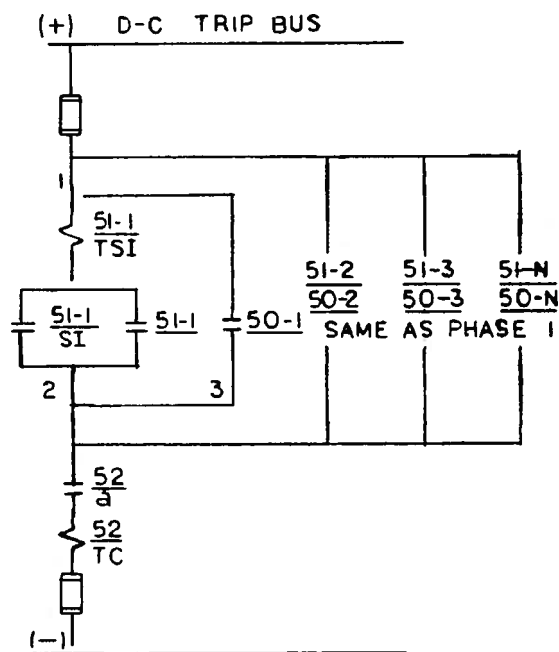 (+) D-C TRIP BUS
1
51-1
TSI
51-1
SI
51-1
50-1
51-2
50-2
51-3
50-3
51-N
50-N
SAME AS PHASE 1
2
3
52
a
52
TC
(-)